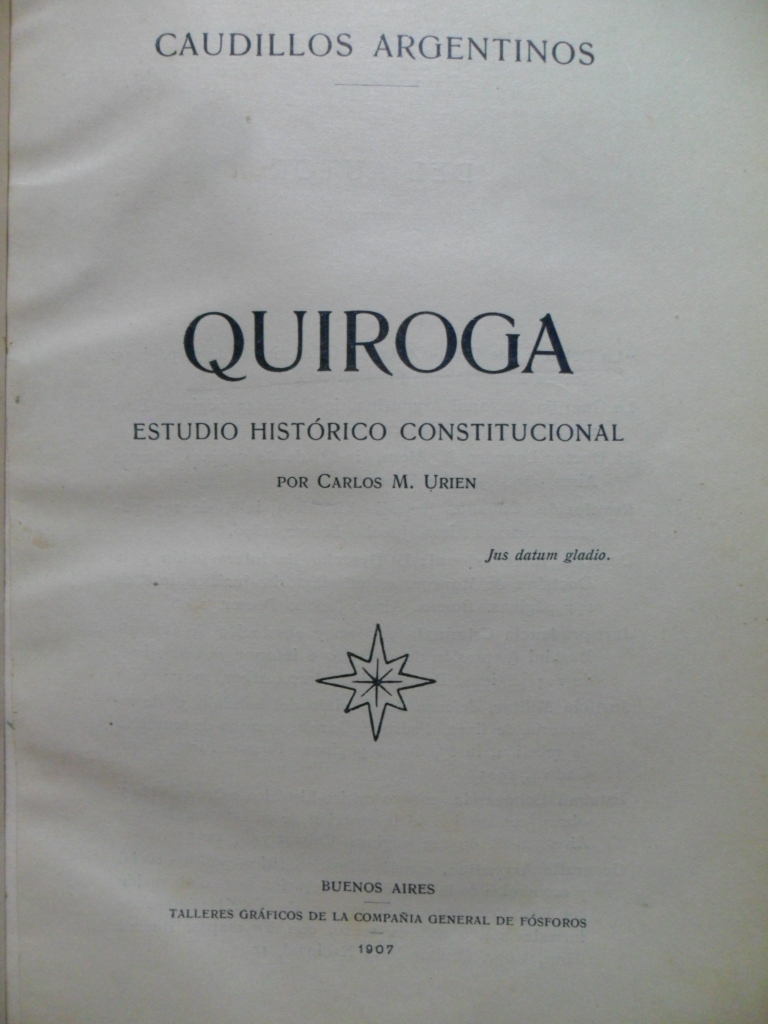 CAUDILLOS ARGENTINOS
QUIROGA
ESTUDIO HISTÓRICO CONSTITUCIONAL
POR CARLOS M. URIEN
Jus datum gladio.
BUENOS AIRES
TALLERES GRÁFICOS DE LA COMPAÑIA GENERAL DE FÓSFOROS
1907